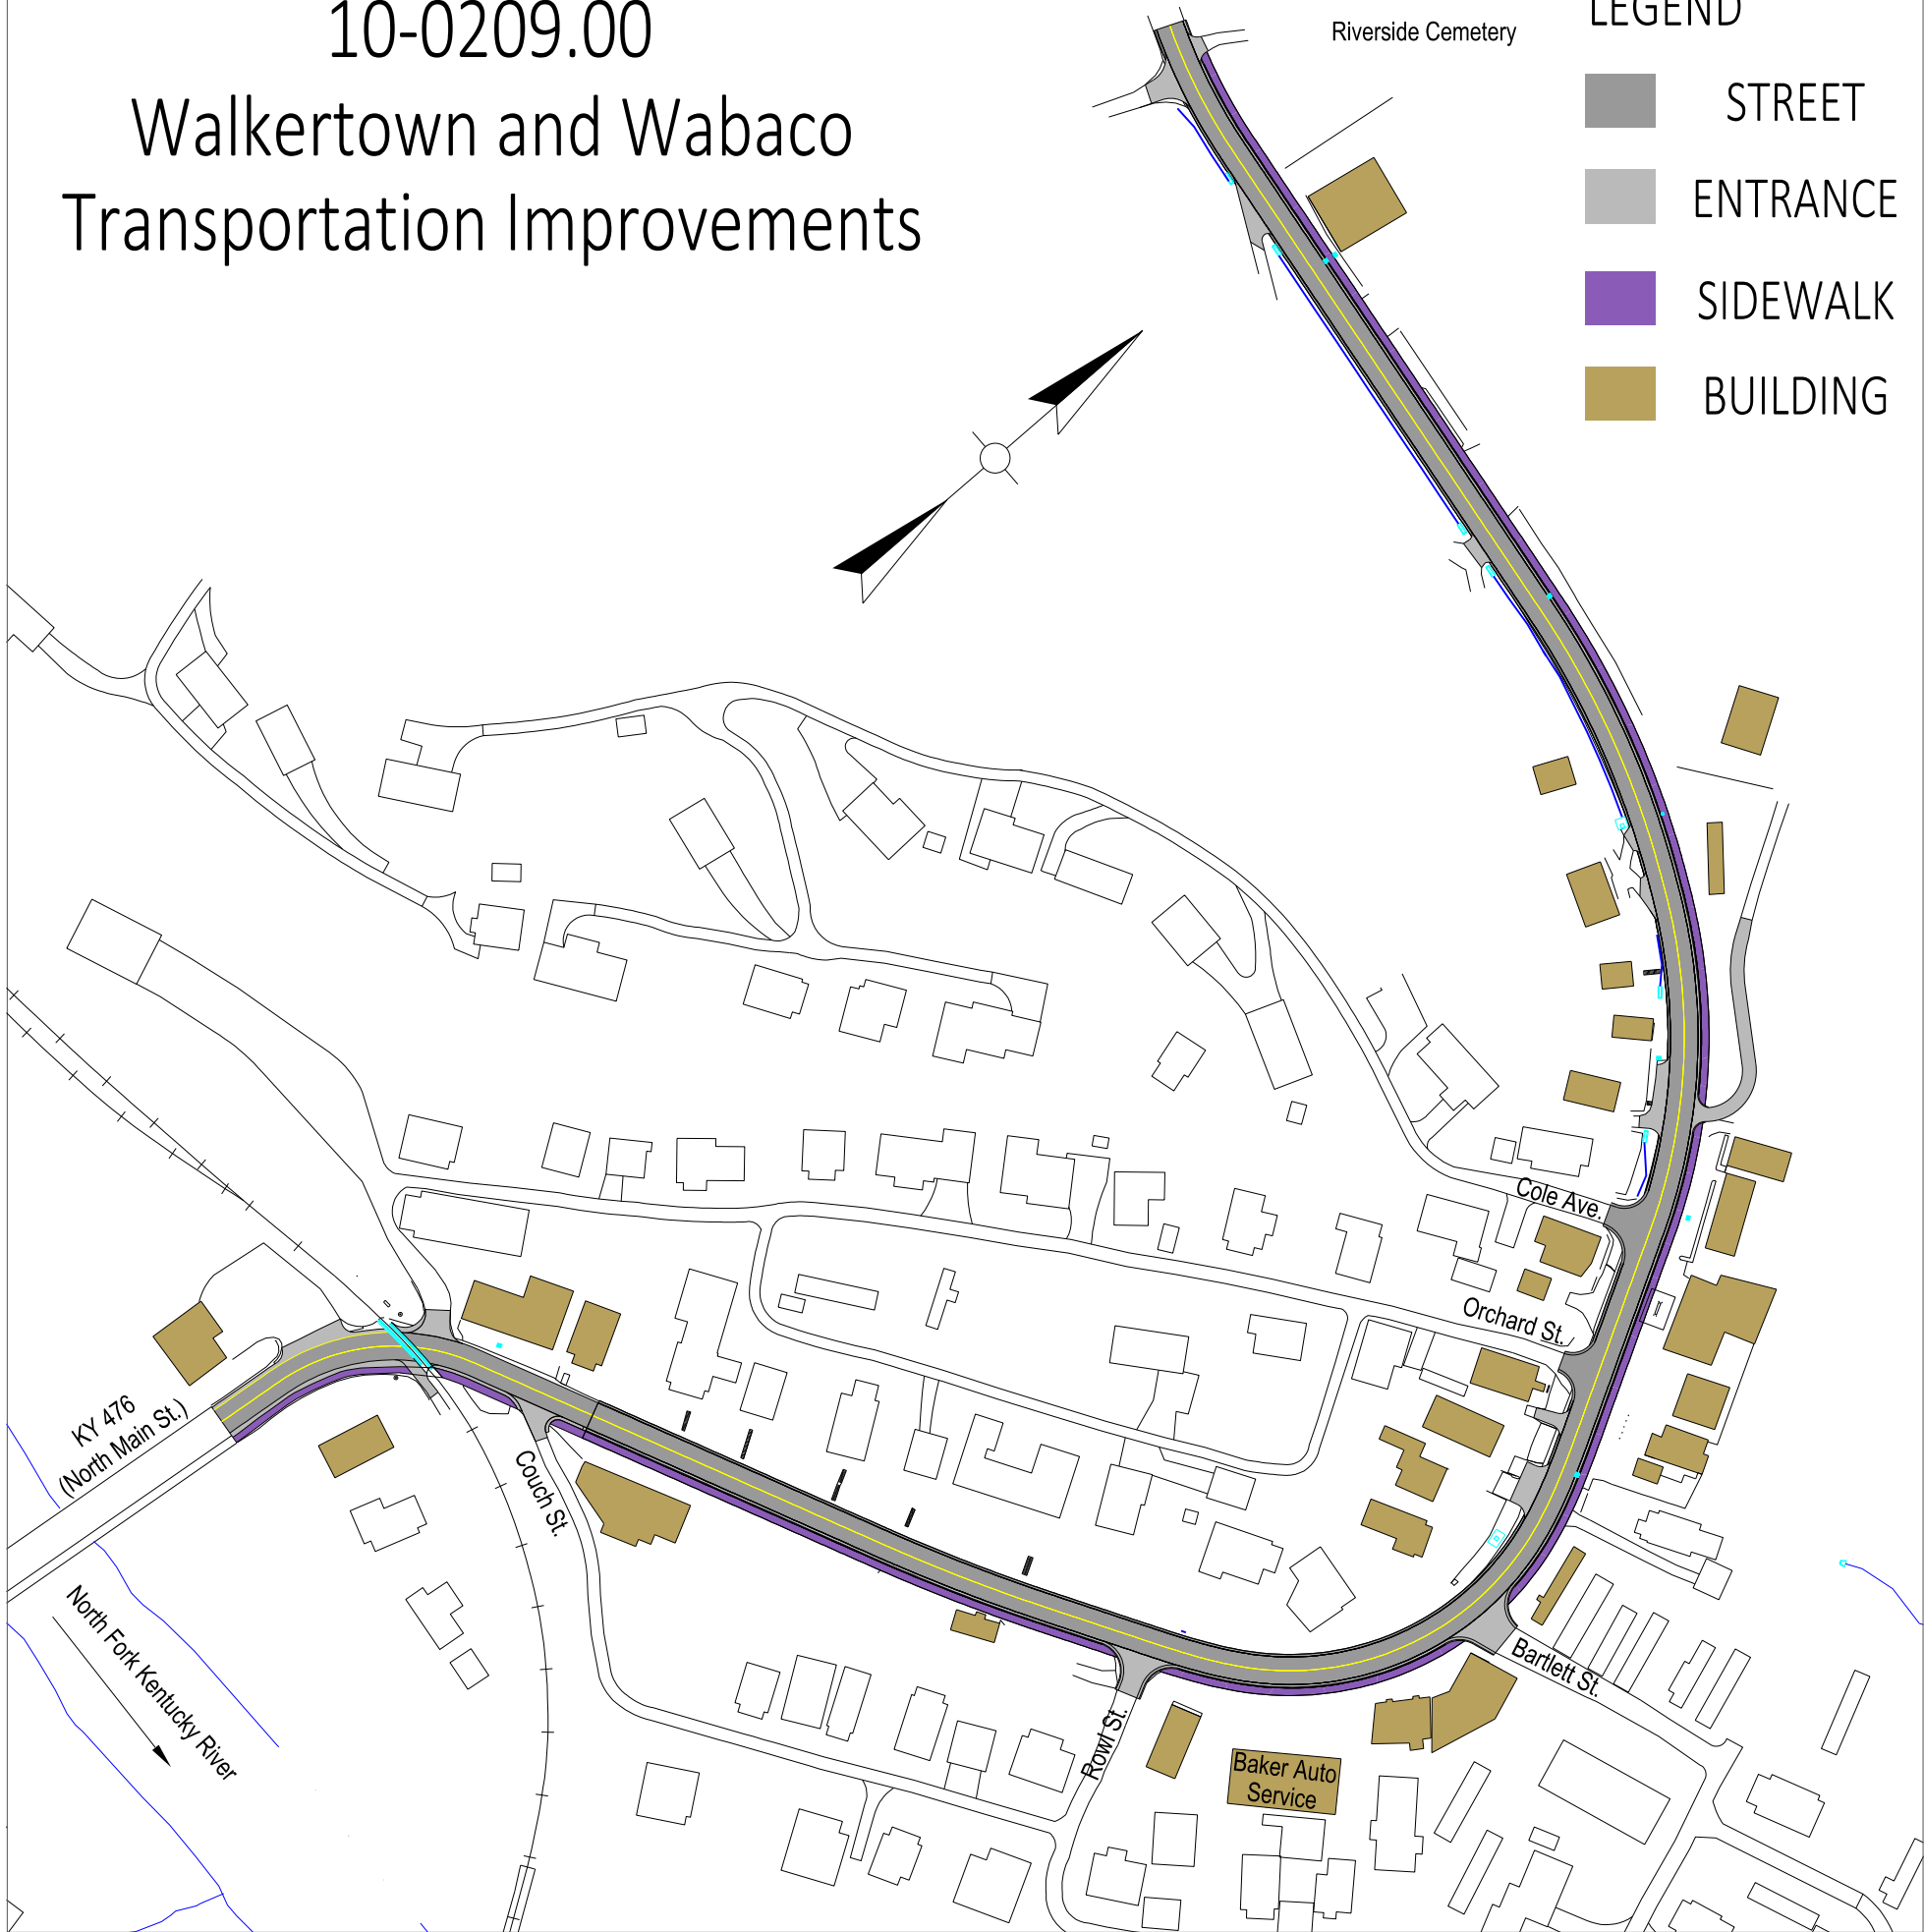 10-0209.00
Walkertown and Wabaco
Transportation Improvements
Riverside Cemetery
LEGEND
STREET
ENTRANCE
SIDEWALK
BUILDING
Cole Ave.
Orchard St.
KY 476
(North Main St.)
Couch St.
North Fork Kentucky River
Bartlett St.
Rowl St.
Baker Auto
Service